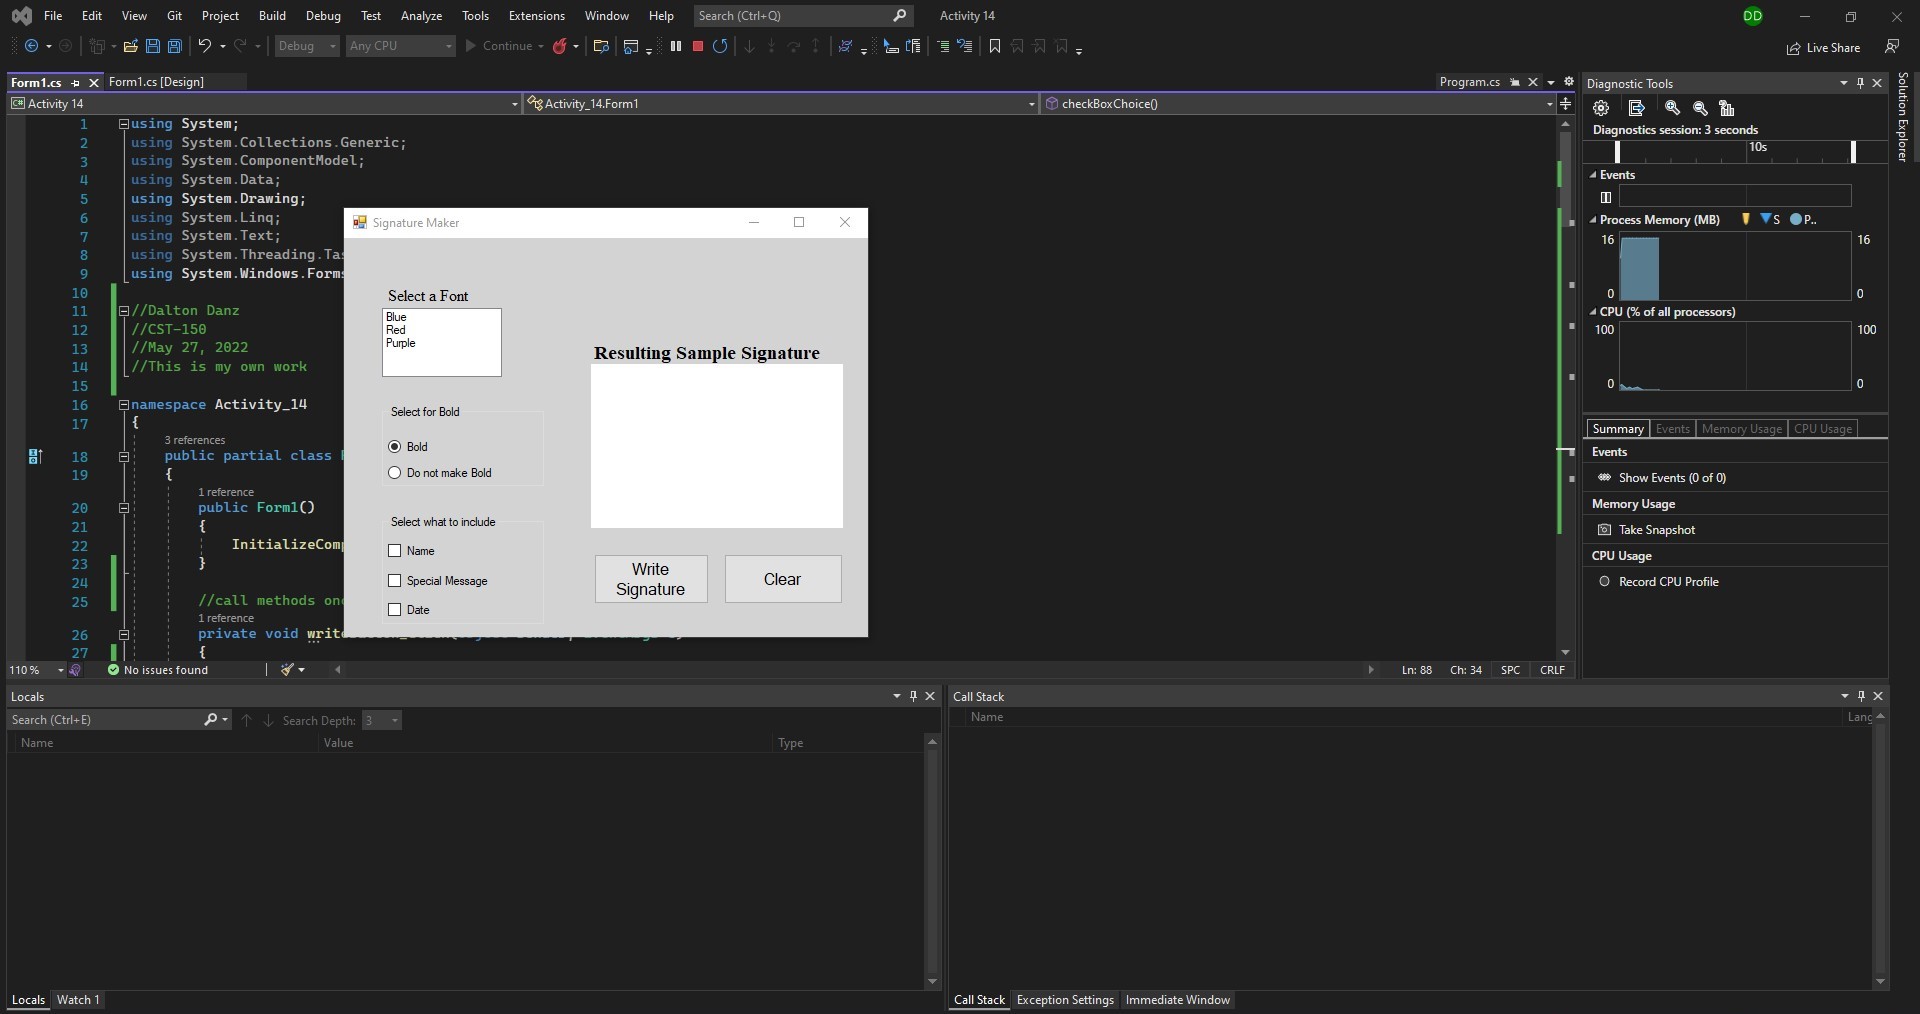 File Edit View Git Project Build Debug Test Analyze Tools Extensions Window Help Search (Ctrl+Q) Activity 14 DD
Debug Any CPU Continue Live Share
Form1.cs Form1.cs [Design] Program.cs
C# Activity 14 Activity_14.Form1 checkBoxChoice()
1 using System;
2 using System.Collections.Generic;
3 using System.ComponentModel;
4 using System.Data;
5 using System.Drawing;
6 using System.Linq;
7 using System.Text;
8 using System.Threading.Tas
9 using System.Windows.Forms
10
11 //Dalton Danz
12 //CST-150
13 //May 27, 2022
14 //This is my own work
15
16 namespace Activity_14
17 {
3 references
18 public partial class
19 {
1 reference
20 public Form1()
21 {
22 InitializeComp
23 }
24
25 //call methods onc
1 reference
26 private void write
27 {
Signature Maker
Select a Font
Blue
Red
Purple
Select for Bold
Bold
Do not make Bold
Select what to include
Name
Special Message
Date
Resulting Sample Signature
Write
Signature
Clear
110 % No issues found Ln: 88 Ch: 34 SPC CRLF
Diagnostic Tools
Diagnostics session: 3 seconds
10s
Events
Process Memory (MB) S P..
16 16
0 0
CPU (% of all processors)
100 100
0 0
Summary Events Memory Usage CPU Usage
Events
Show Events (0 of 0)
Memory Usage
Take Snapshot
CPU Usage
Record CPU Profile
Solution Explorer
Locals
Search (Ctrl+E) Search Depth: 3
Name Value Type
Locals Watch 1
Call Stack
Name Lang
Call Stack Exception Settings Immediate Window